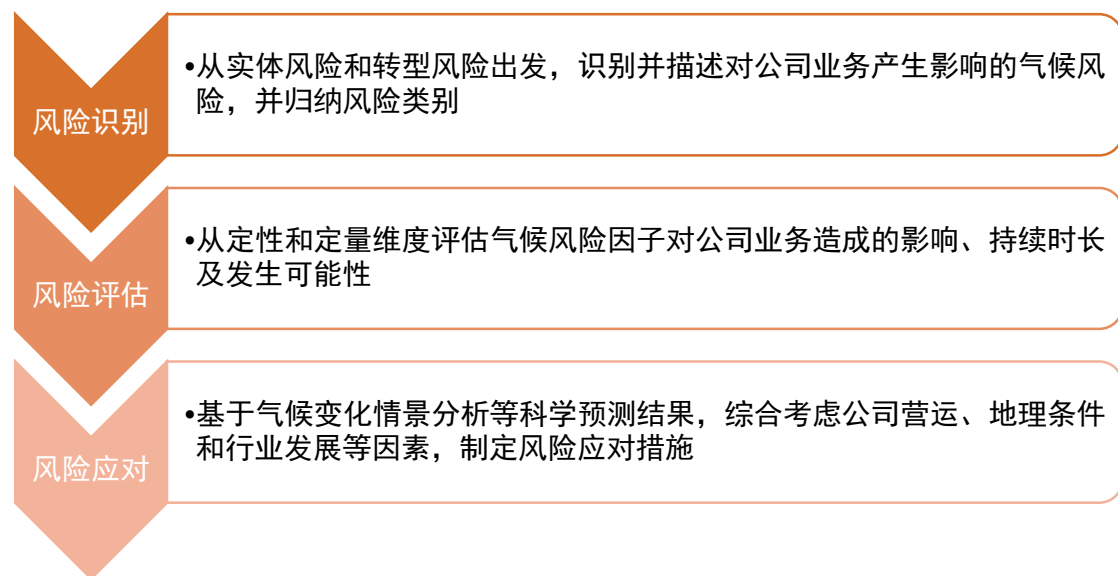 风险识别
•从实体风险和转型风险出发，识别并描述对公司业务产生影响的气候风
险，并归纳风险类别
风险评估
•从定性和定量维度评估气候风险因子对公司业务造成的影响、持续时长
及发生可能性
风险应对
•基于气候变化情景分析等科学预测结果，综合考虑公司营运、地理条件
和行业发展等因素，制定风险应对措施